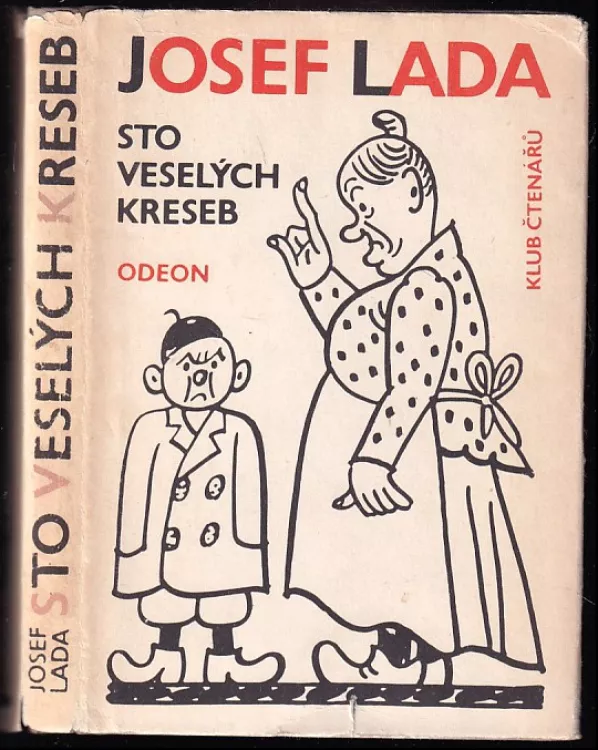 JOSEF LADA
STO
VESELÝCH
KRESEB
ODEON
KLUB ČTENÁŘŮ
JOSEF
LADA
STO VESELÝCH KRESEB